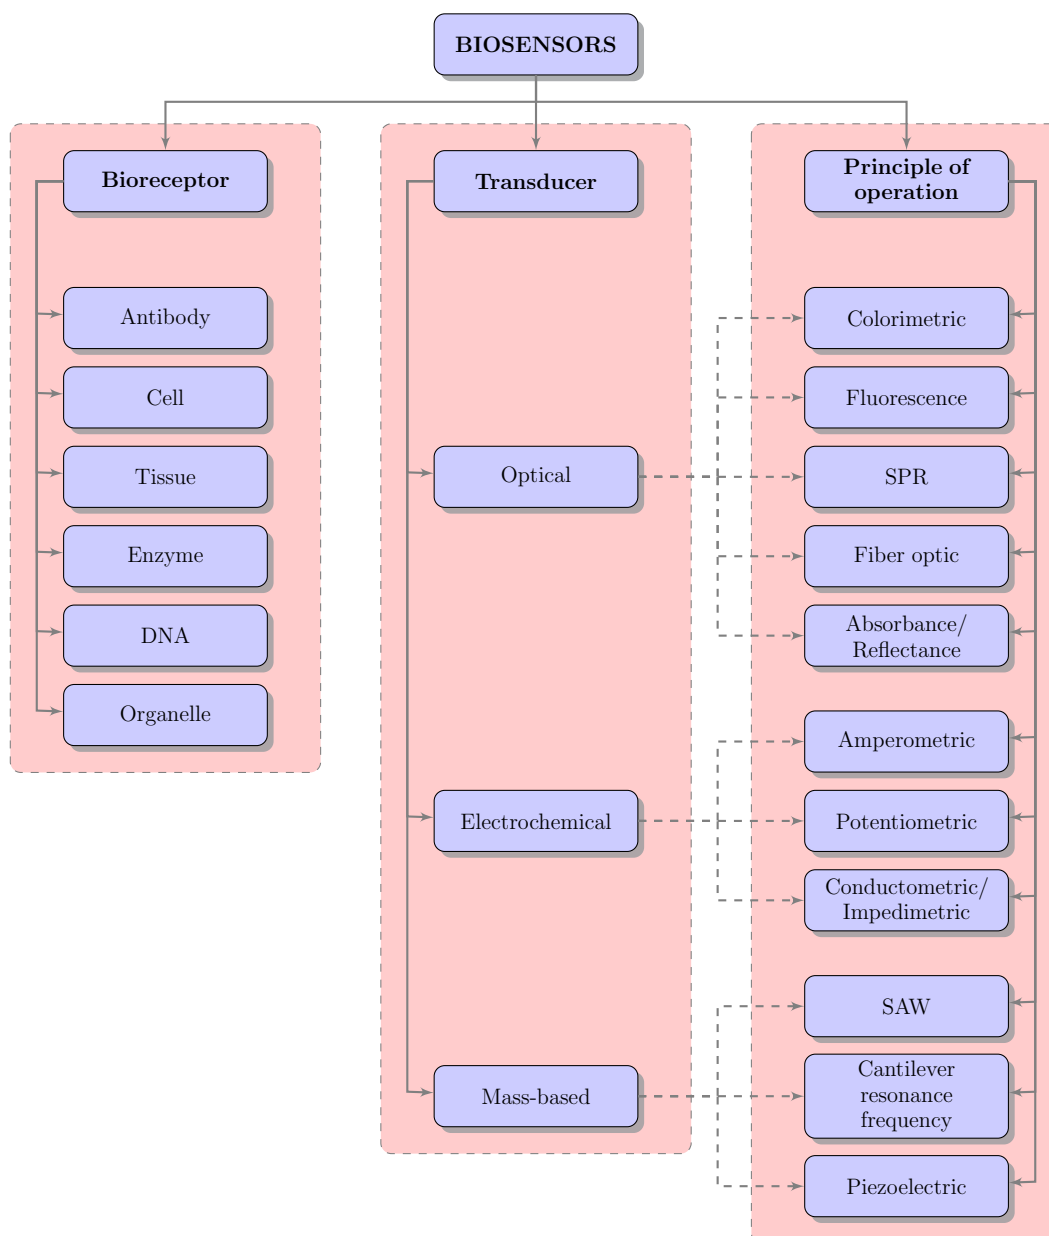 BIOSENSORS
Bioreceptor
Antibody
Cell
Tissue
Enzyme
DNA
Organelle
Transducer
Optical
Electrochemical
Mass-based
Principle of
operation
Colorimetric
Fluorescence
SPR
Fiber optic
Absorbance/
Reflectance
Amperometric
Potentiometric
Conductometric/
Impedimetric
SAW
Cantilever
resonance
frequency
Piezoelectric